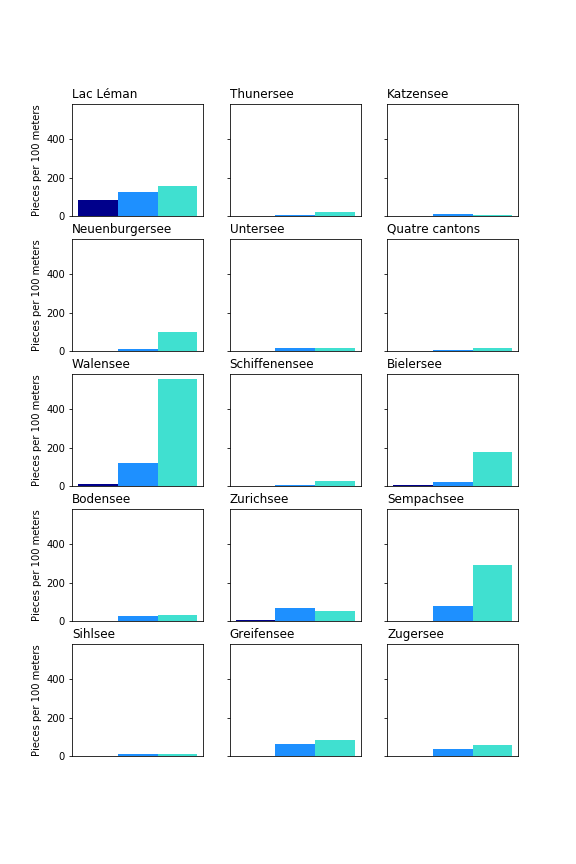 Lac Léman Thunersee Katzensee
Pieces per 100 meters
400
200
0
Neuenburgersee Untersee Quatre cantons
Pieces per 100 meters
400
200
0
Walensee Schiffenensee Bielersee
Pieces per 100 meters
400
200
0
Bodensee Zurichsee Sempachsee
Pieces per 100 meters
400
200
0
Sihlsee Greifensee Zugersee
Pieces per 100 meters
400
200
0